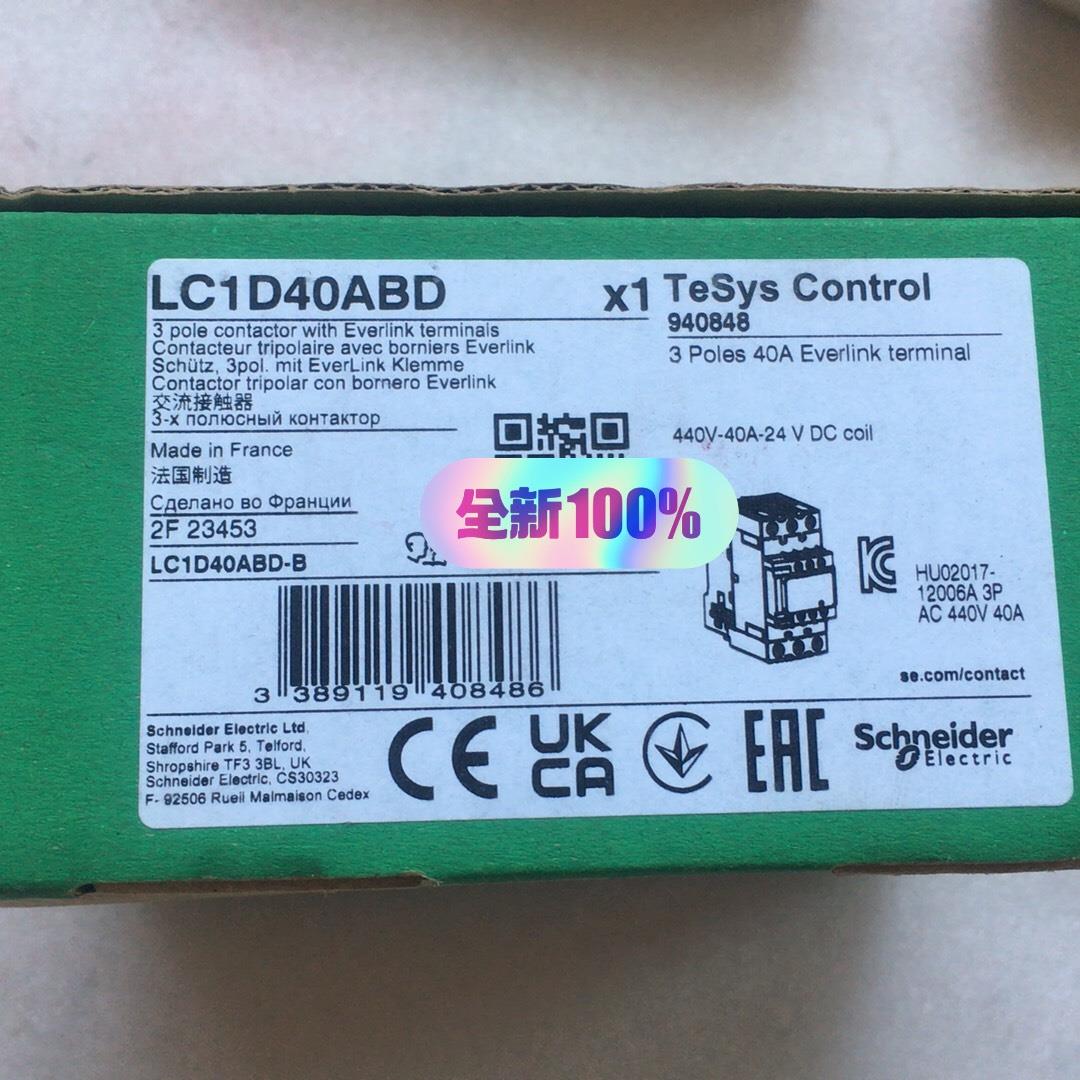 LC1D40ABD
x1
3 pole contactor with Everlink terminals
Contacteur tripolaire avec borniers Everlink
Schütz, 3pol. mit EverLink Klemme
Contactor tripolar con bornero Everlink
交流接触器
3-х полюсный контактор
Made in France
法国制造
Сделано во Франции
2F 23453
LC1D40ABD-B
3 389119 408486
TeSys Control
940848
3 Poles 40A Everlink terminal
440V-40A-24 V DC coil
全新100%
HU02017-
12006A 3P
AC 440V 40A
se.com/contact
Schneider Electric Ltd,
Stafford Park 5, Telford,
Shropshire TF3 3BL, UK
Schneider Electric, CS30323
F- 92506 Rueil Malmaison Cedex
CE
UK
CA
EAC
Schneider
Electric